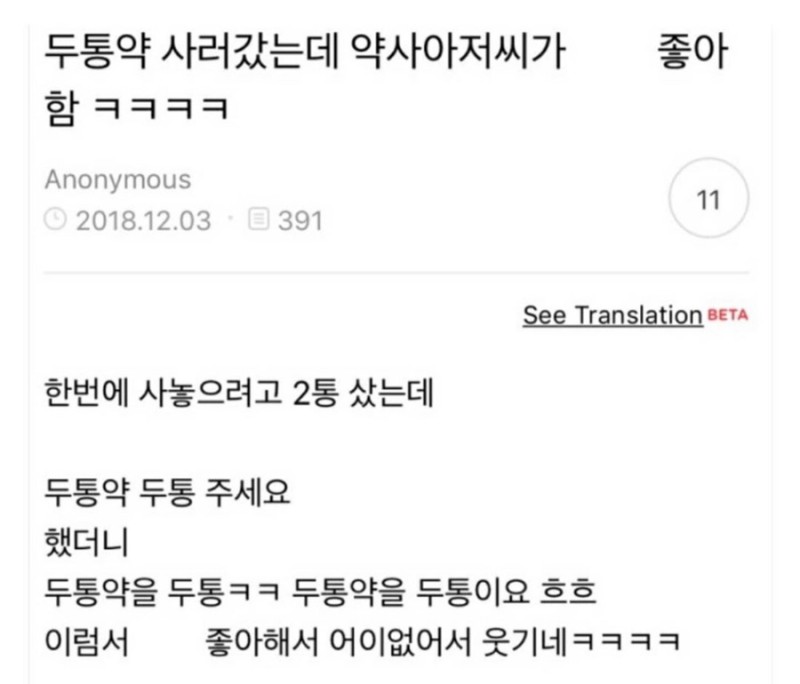 두통약 사러갔는데 약사아저씨가 좋아
함 ㅋㅋㅋㅋ
Anonymous
2018.12.03 · 391
11
See Translation BETA
한번에 사놓으려고 2통 샀는데
두통약 두통 주세요
했더니
두통약을 두통ㅋㅋ 두통약을 두통이요 흐흐
이럼서 좋아해서 어이없어서 웃기네ㅋㅋㅋㅋ